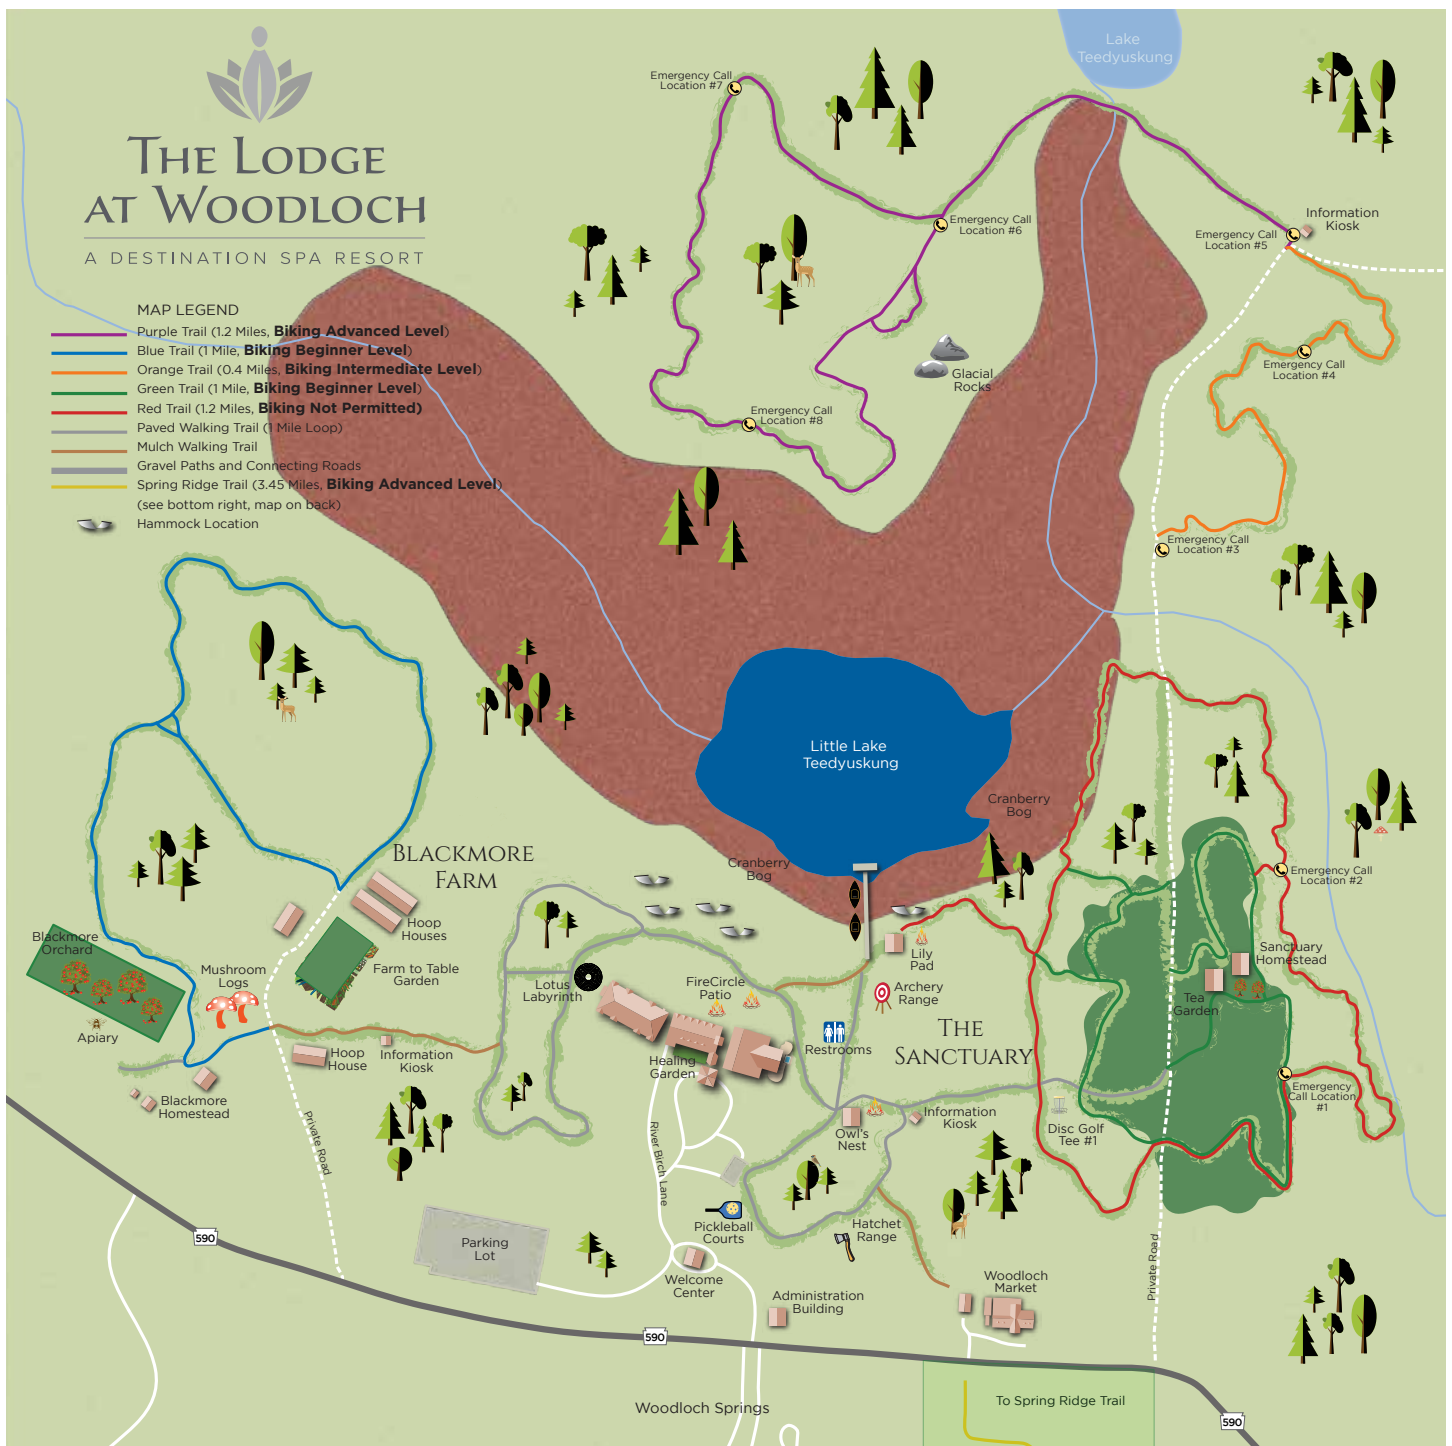 THE LODGE
AT WOODLOCH
A DESTINATION SPA RESORT
MAP LEGEND
Purple Trail (1.2 Miles, Biking Advanced Level)
Blue Trail (1 Mile, Biking Beginner Level)
Orange Trail (0.4 Miles, Biking Intermediate Level)
Green Trail (1 Mile, Biking Beginner Level)
Red Trail (1.2 Miles, Biking Not Permitted)
Paved Walking Trail (1 Mile Loop)
Mulch Walking Trail
Gravel Paths and Connecting Roads
Spring Ridge Trail (3.45 Miles, Biking Advanced Level)
(see bottom right, map on back)
Hammock Location
Lake
Teedyuskung
Emergency Call
Location #7
Emergency Call
Location #6
Information
Kiosk
Emergency Call
Location #5
Glacial
Rocks
Emergency Call
Location #4
Emergency Call
Location #8
Emergency Call
Location #3
Little Lake
Teedyuskung
Cranberry
Bog
Cranberry
Bog
BLACKMORE
FARM
Hoop
Houses
Blackmore
Orchard
Mushroom
Logs
Farm to Table
Garden
Apiary
Hoop
House
Information
Kiosk
Blackmore
Homestead
Lotus
Labyrinth
FireCircle
Patio
Healing
Garden
Lily
Pad
Archery
Range
Restrooms
THE
SANCTUARY
Emergency Call
Location #2
Sanctuary
Homestead
Tea
Garden
Emergency
Call Location
#1
Owl's
Nest
Information
Kiosk
Disc Golf
Tee #1
Private Road
River Birch Lane
Pickleball
Courts
Hatchet
Range
Private Road
Parking
Lot
Welcome
Center
Administration
Building
Woodloch
Market
590
590
590
Woodloch Springs
To Spring Ridge Trail